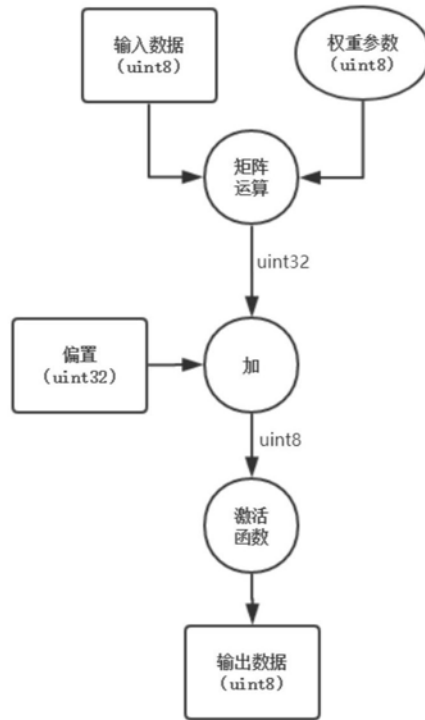 输入数据
(uint8)
权重参数
(uint8)
矩阵
运算
uint32
偏置
(uint32)
加
uint8
激活
函数
输出数据
(uint8)